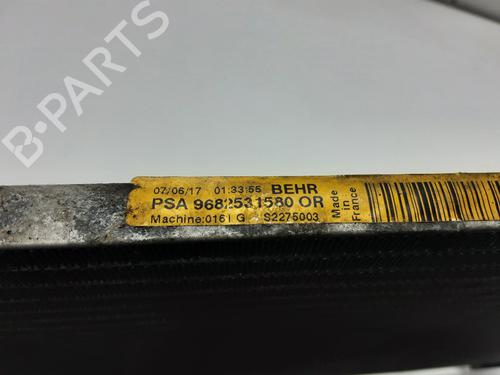 B-PARTS
07/06/17 01:33:55 BEHR
PSA 9682531580 OR
Machine:0161 G S2275003
Made
in
France